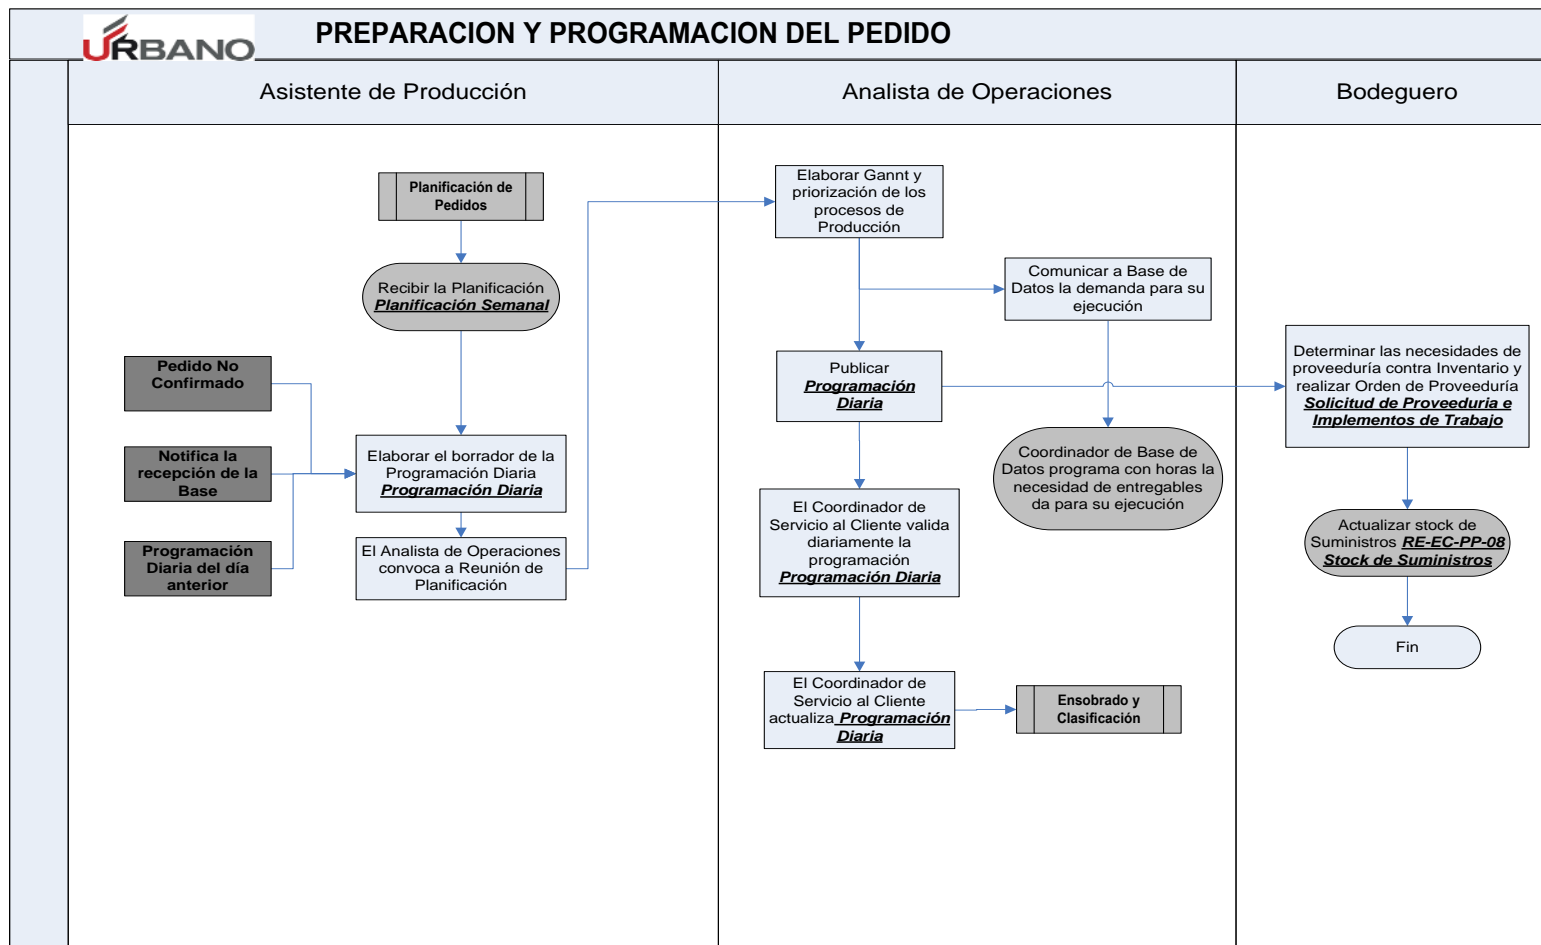 URBANO
PREPARACION Y PROGRAMACION DEL PEDIDO
Asistente de Producción
Analista de Operaciones
Bodeguero
Planificación de
Pedidos
Recibir la Planificación
Planificación Semanal
Pedido No
Confirmado
Notifica la
recepción de la
Base
Programación
Diaria del día
anterior
Elaborar el borrador de la
Programación Diaria
Programación Diaria
El Analista de Operaciones
convoca a Reunión de
Planificación
Elaborar Gannt y
priorización de los
procesos de
Producción
Comunicar a Base de
Datos la demanda para su
ejecución
Publicar
Programación
Diaria
Coordinador de Base de
Datos programa con horas la
necesidad de entregables
da para su ejecución
El Coordinador de
Servicio al Cliente valida
diariamente la
programación
Programación Diaria
El Coordinador de
Servicio al Cliente
actualiza Programación
Diaria
Ensobrado y
Clasificación
Determinar las necesidades de
proveeduría contra Inventario y
realizar Orden de Proveeduría
Solicitud de Proveeduria e
Implementos de Trabajo
Actualizar stock de
Suministros RE-EC-PP-08
Stock de Suministros
Fin